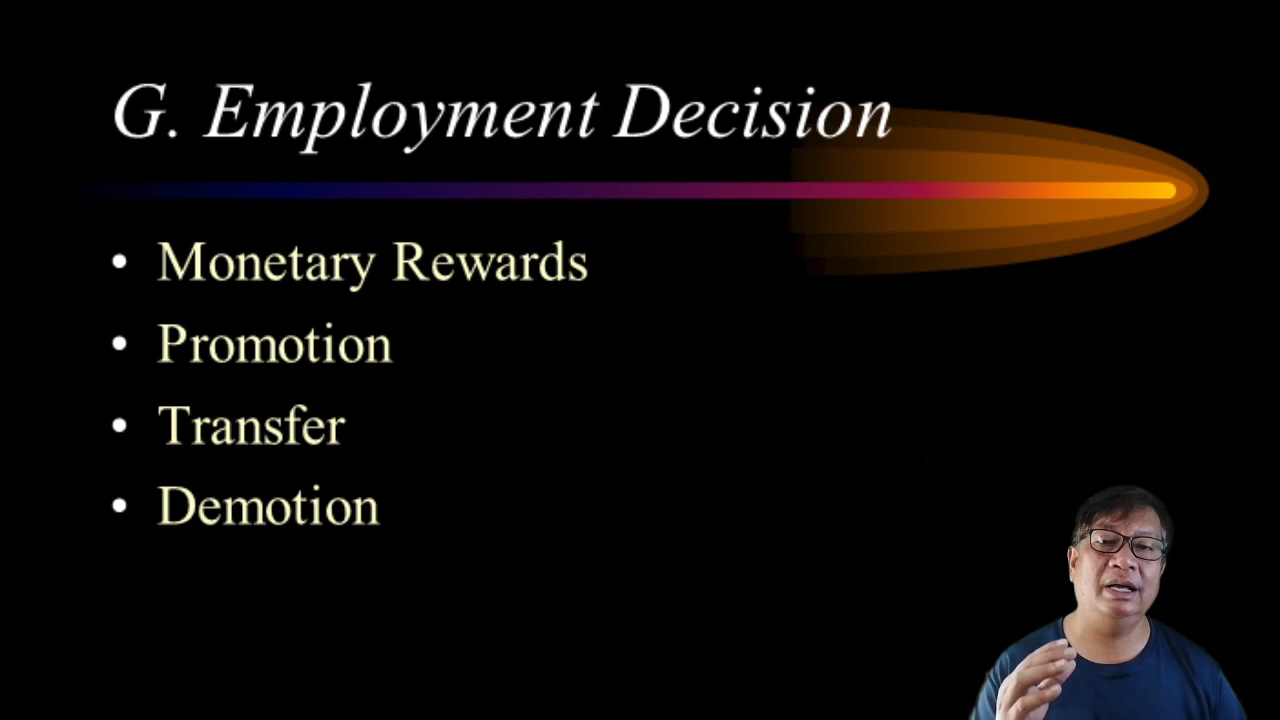 G. Employment Decision
• Monetary Rewards
• Promotion
• Transfer
• Demotion